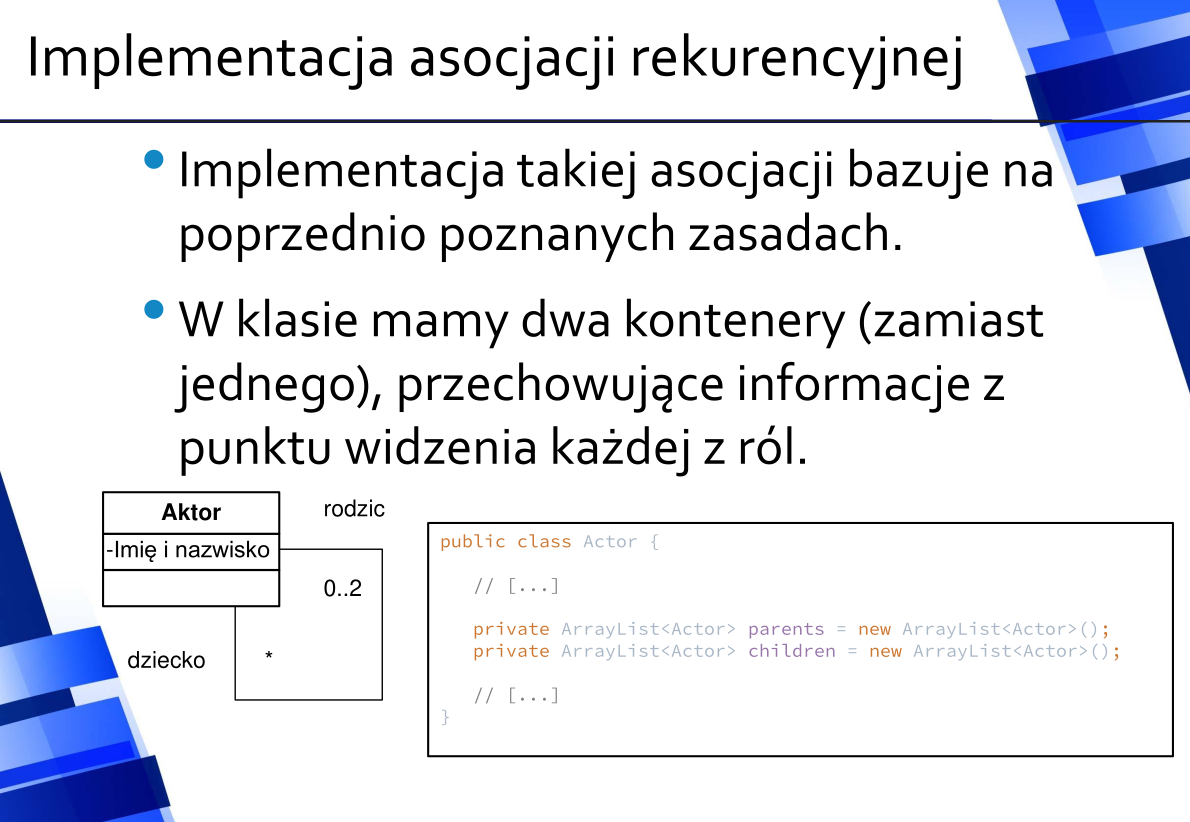 Implementacja asocjacji rekurencyjnej
Implementacja takiej asocjacji bazuje na
poprzednio poznanych zasadach.
W klasie mamy dwa kontenery (zamiast
jednego), przechowujące informacje z
punktu widzenia każdej z ról.
Aktor
-Imię i nazwisko
rodzic
0..2
dziecko
*
public class Actor {
// [...]
private ArrayList<Actor> parents = new ArrayList<Actor>();
private ArrayList<Actor> children = new ArrayList<Actor>();
// [...]
}